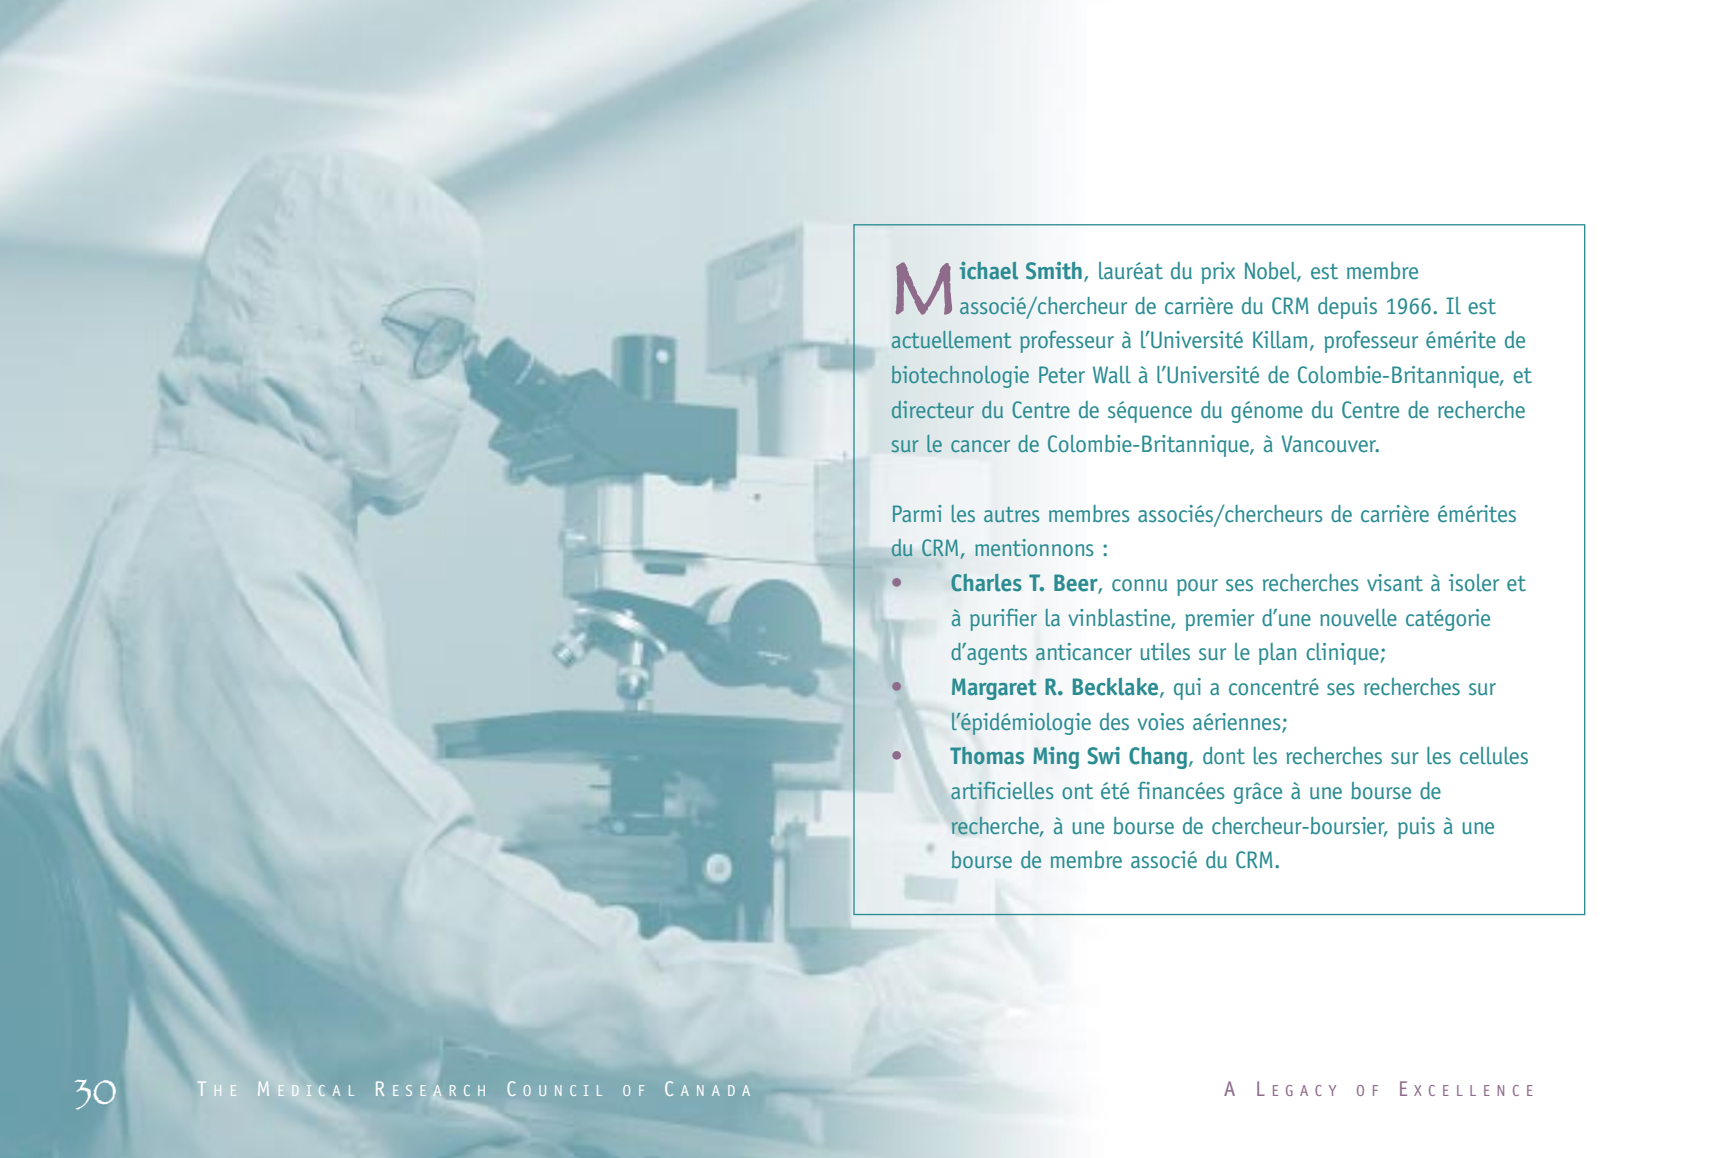 Michael Smith, lauréat du prix Nobel, est membre
associé/chercheur de carrière du CRM depuis 1966. Il est
actuellement professeur à l’Université Killam, professeur émérite de
biotechnologie Peter Wall à l’Université de Colombie-Britannique, et
directeur du Centre de séquence du génome du Centre de recherche
sur le cancer de Colombie-Britannique, à Vancouver.
Parmi les autres membres associés/chercheurs de carrière émérites
du CRM, mentionnons :
• Charles T. Beer, connu pour ses recherches visant à isoler et
à purifier la vinblastine, premier d’une nouvelle catégorie
d’agents anticancer utiles sur le plan clinique;
• Margaret R. Becklake, qui a concentré ses recherches sur
l’épidémiologie des voies aériennes;
• Thomas Ming Swi Chang, dont les recherches sur les cellules
artificielles ont été financées grâce à une bourse de
recherche, à une bourse de chercheur-boursier, puis à une
bourse de membre associé du CRM.
30 The Medical Research Council of Canada
A Legacy of Excellence